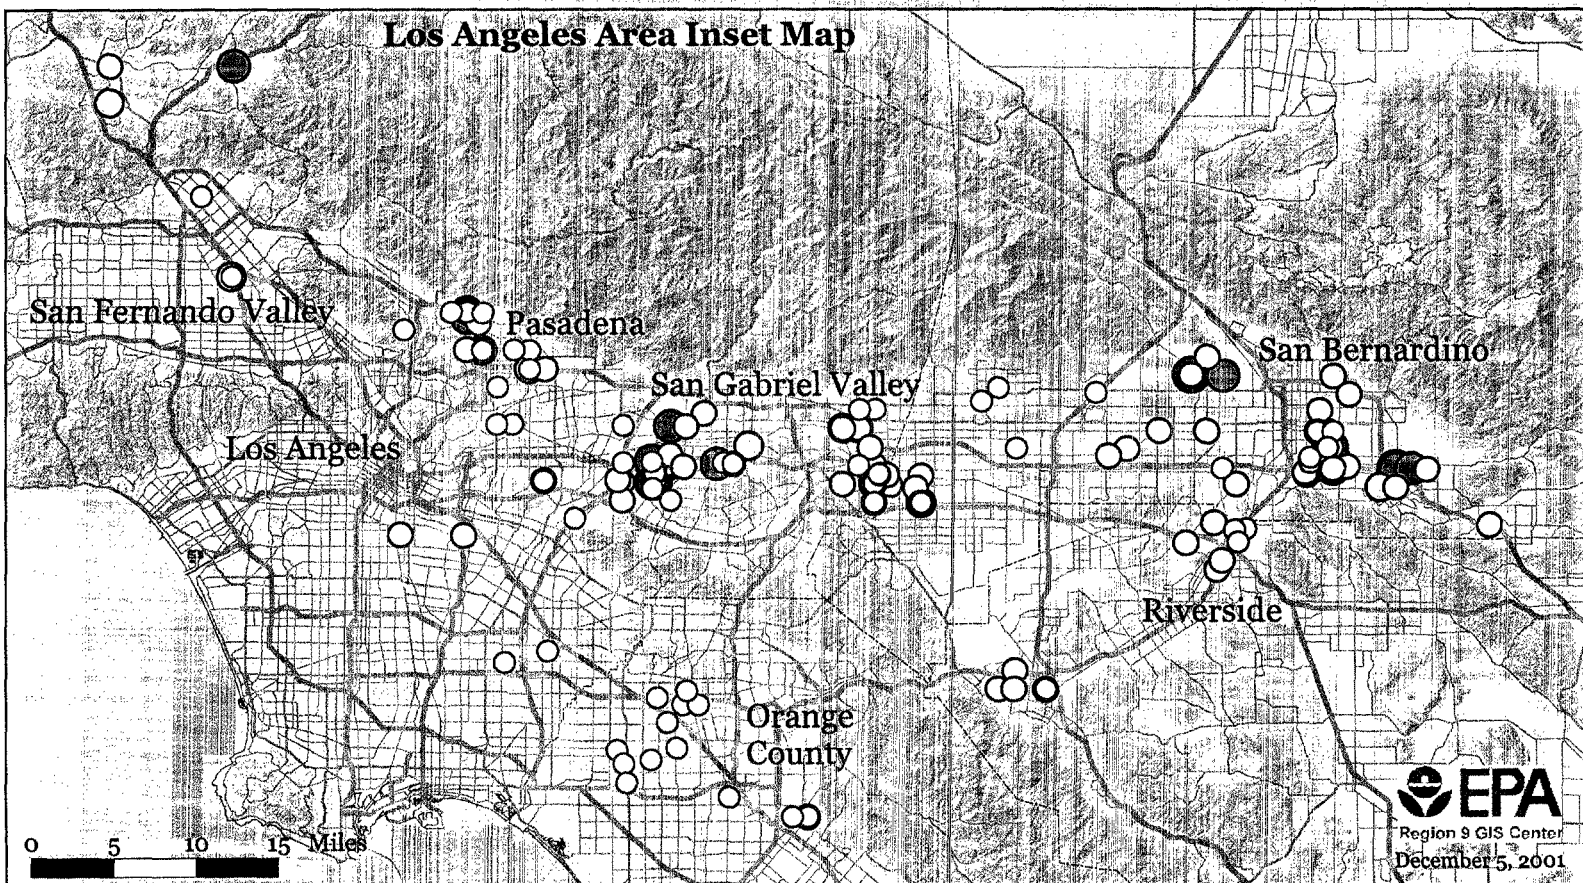 Los Angeles Area Inset Map
San Fernando Valley
Pasadena
San Bernardino
San Gabriel Valley
Los Angeles
Riverside
Orange
County
EPA
Region 9 GIS Center
December 5, 2001
0 5 10 15 Miles